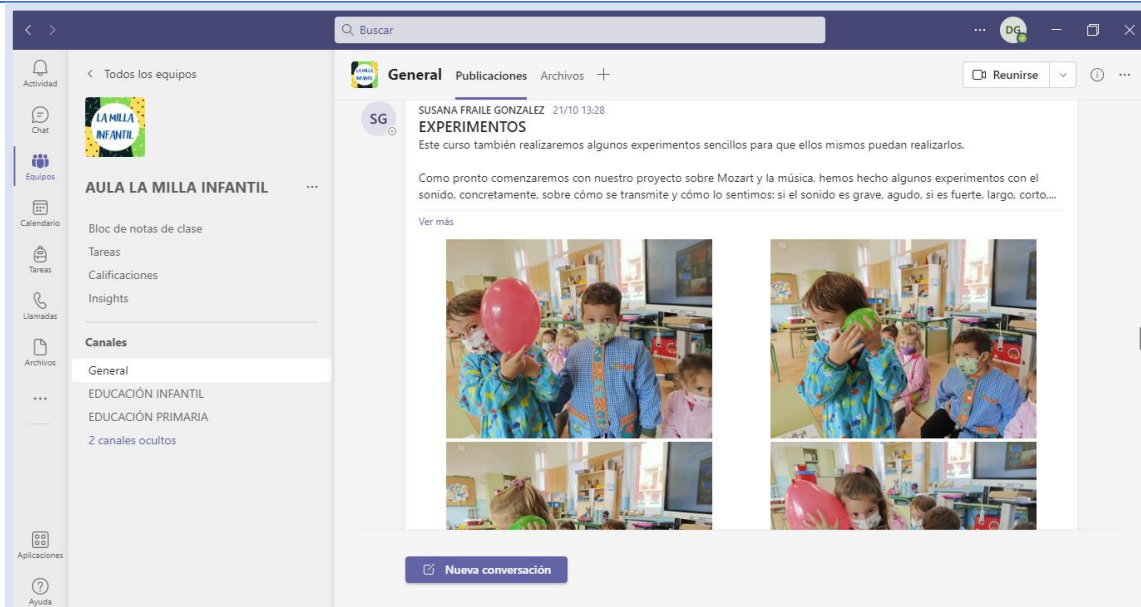 Buscar
DG
Actividad
Chat
Equipos
Calendario
Tareas
Llamadas
Archivos
Aplicaciones
Ayuda
Todos los equipos
LA MILLA
INFANTIL
AULA LA MILLA INFANTIL
Bloc de notas de clase
Tareas
Calificaciones
Insights
Canales
General
EDUCACIÓN INFANTIL
EDUCACIÓN PRIMARIA
2 canales ocultos
LA MILLA
INFANTIL
General Publicaciones Archivos
Reunirse
SG
SUSANA FRAILE GONZALEZ 21/10 13:28
EXPERIMENTOS
Este curso también realizaremos algunos experimentos sencillos para que ellos mismos puedan realizarlos.
Como pronto comenzaremos con nuestro proyecto sobre Mozart y la música, hemos hecho algunos experimentos con el
sonido, concretamente, sobre cómo se transmite y cómo lo sentimos: si el sonido es grave, agudo, si es fuerte, largo, corto,...
Ver más
Nueva conversación